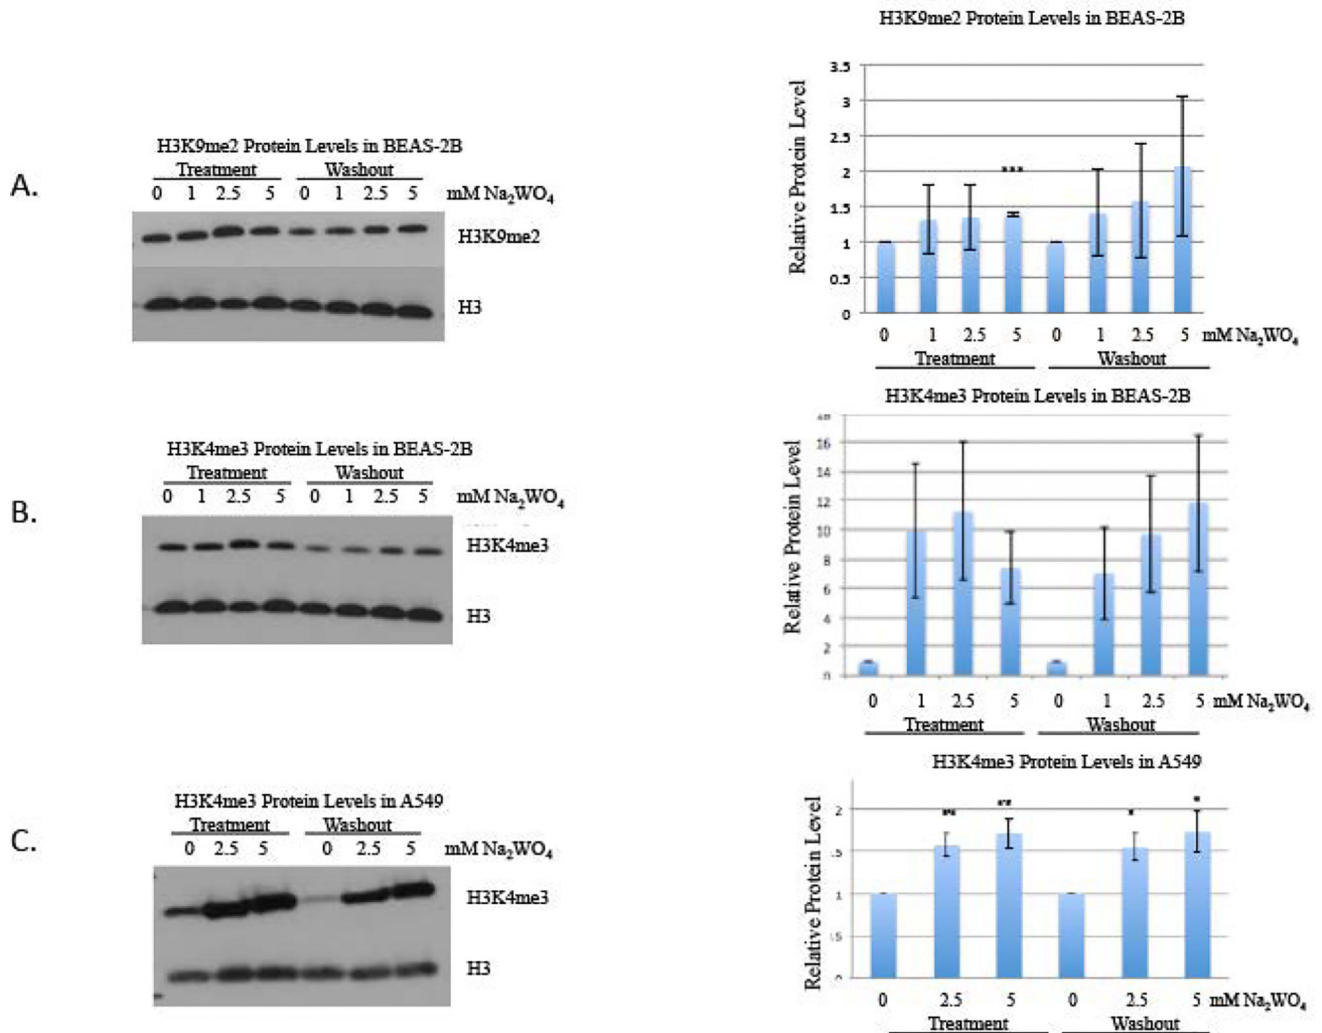 A.
H3K9me2 Protein Levels in BEAS-2B
Treatment Washout
0 1 2.5 5 0 1 2.5 5 mM Na₂WO₄
H3K9me2
H3
H3K9me2 Protein Levels in BEAS-2B
Relative Protein Level
3.5
3
2.5
2
1.5
1
0.5
0
***
0 1 2.5 5 0 1 2.5 5 mM Na₂WO₄
Treatment Washout
B.
H3K4me3 Protein Levels in BEAS-2B
Treatment Washout
0 1 2.5 5 0 1 2.5 5 mM Na₂WO₄
H3K4me3
H3
H3K4me3 Protein Levels in BEAS-2B
Relative Protein Level
16
14
12
10
8
6
4
2
0
0 1 2.5 5 0 1 2.5 5 mM Na₂WO₄
Treatment Washout
C.
H3K4me3 Protein Levels in A549
Treatment Washout
0 2.5 5 0 2.5 5 mM Na₂WO₄
H3K4me3
H3
H3K4me3 Protein Levels in A549
Relative Protein Level
2
.5
1
.5
** ** * *
0 2.5 5 0 2.5 5 mM Na₂WO₄
Treatment Washout